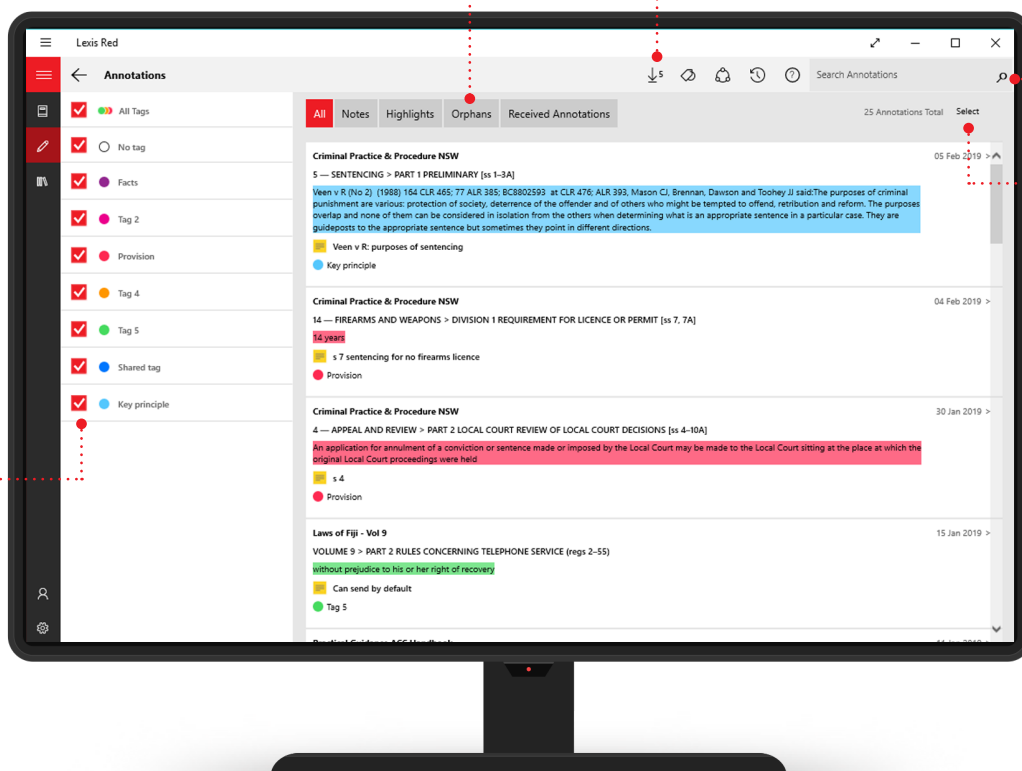 Lexis Red
Annotations
5
?
Search Annotations
All Tags
No tag
Facts
Tag 2
Provision
Tag 4
Tag 5
Shared tag
Key principle
All Notes Highlights Orphans Received Annotations
25 Annotations Total Select
Criminal Practice & Procedure NSW 05 Feb 2019 >
5 — SENTENCING > PART 1 PRELIMINARY [ss 1–3A]
Veen v R (No 2) (1988) 164 CLR 465; 77 ALR 385; BC8802593 at CLR 476; ALR 393, Mason CJ, Brennan, Dawson and Toohey JJ said:The purposes of criminal
punishment are various: protection of society, deterrence of the offender and of others who might be tempted to offend, retribution and reform. The purposes
overlap and none of them can be considered in isolation from the others when determining what is an appropriate sentence in a particular case. They are
guideposts to the appropriate sentence but sometimes they point in different directions.
Veen v R: purposes of sentencing
Key principle
Criminal Practice & Procedure NSW 04 Feb 2019 >
14 — FIREARMS AND WEAPONS > DIVISION 1 REQUIREMENT FOR LICENCE OR PERMIT [ss 7, 7A]
14 years
s 7 sentencing for no firearms licence
Provision
Criminal Practice & Procedure NSW 30 Jan 2019 >
4 — APPEAL AND REVIEW > PART 2 LOCAL COURT REVIEW OF LOCAL COURT DECISIONS [ss 4–10A]
An application for annulment of a conviction or sentence made or imposed by the Local Court may be made to the Local Court sitting at the place at which the
original Local Court proceedings were held
s 4
Provision
Laws of Fiji - Vol 9 15 Jan 2019 >
VOLUME 9 > PART 2 RULES CONCERNING TELEPHONE SERVICE (regs 2–55)
without prejudice to his or her right of recovery
Can send by default
Tag 5